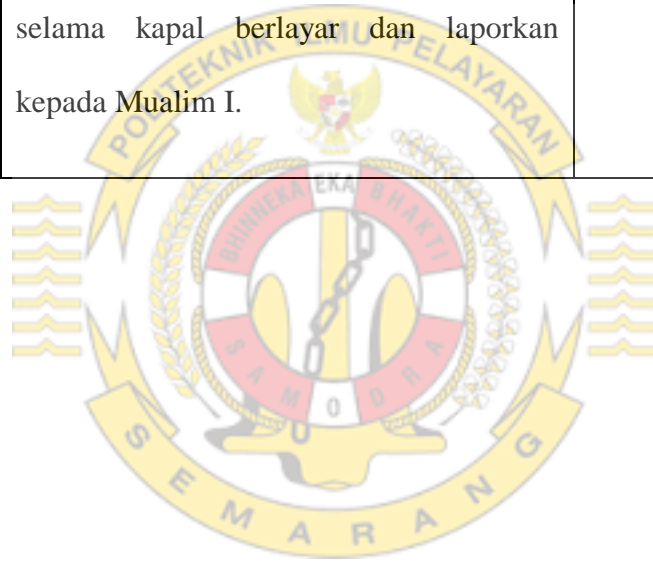 selama kapal berlayar dan laporkan
kepada Mualim I.
POLITEKNIK ILMU PELAYARAN
BHINNEKA EKA BHAKTI
SAMODRA
SEMARANG